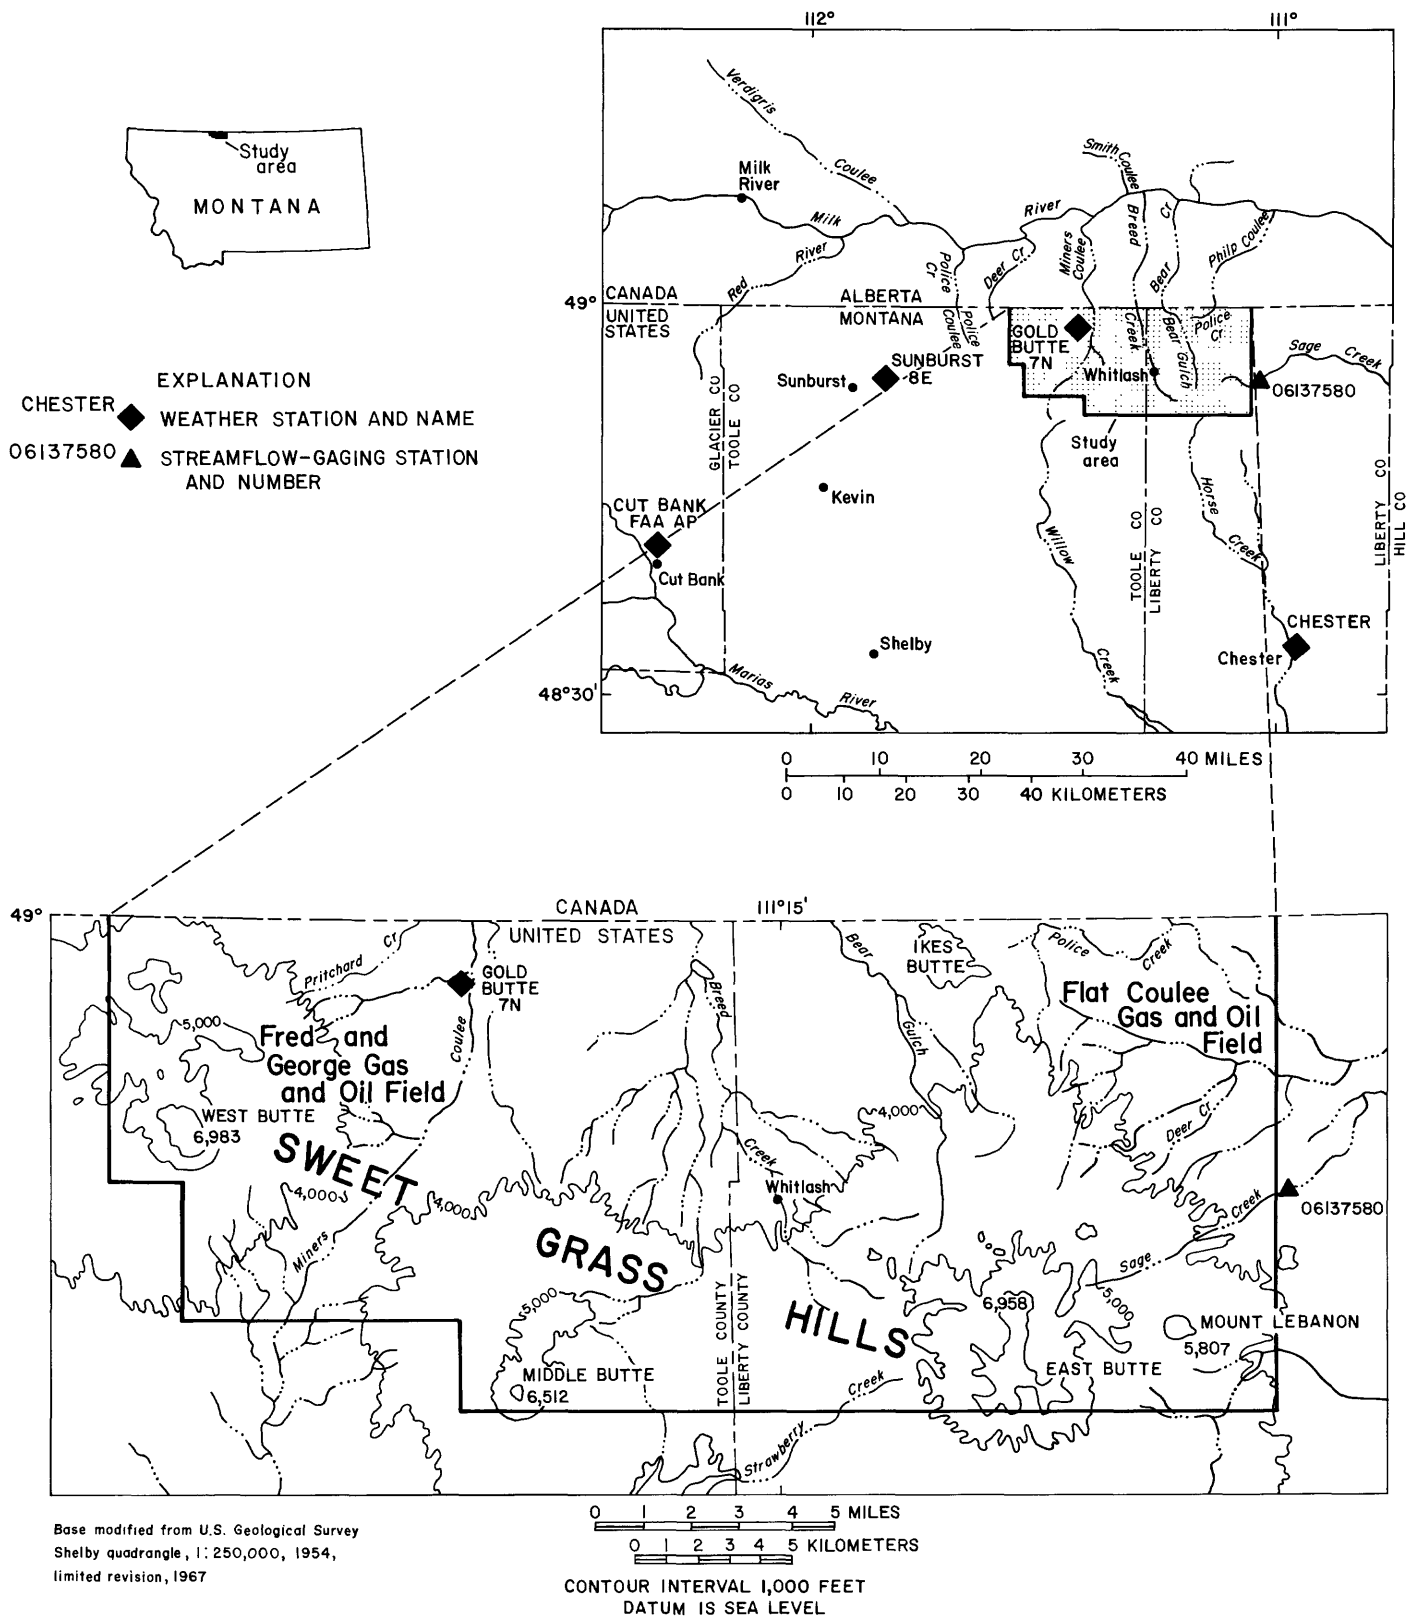 112°
111°
Verdigris
Coulee
Milk
River
Milk
River
River
Red
Smith Coulee
Breed
Cr
Bear
Miners
Coulee
Philp Coulee
Deer Cr
Police
Cr
49°
CANADA
UNITED
STATES
ALBERTA
MONTANA
Police
Coulee
GOLD
BUTTE
7N
Creek
Bear
Gulch
Police
Cr
Whitlash
Sage Creek
06137580
SUNBURST
8E
Sunburst
Study
area
MONTANA
EXPLANATION
CHESTER
WEATHER STATION AND NAME
06137580
STREAMFLOW-GAGING STATION
AND NUMBER
GLACIER CO
TOOLE CO
Study
area
Kevin
CUT BANK
FAA AP
Cut Bank
Willow
Creek
TOOLE CO
LIBERTY CO
Horse
Creek
LIBERTY CO
HILL CO
CHESTER
Chester
Shelby
Marias
River
48°30'
0 10 20 30 40 MILES
0 10 20 30 40 KILOMETERS
49°
CANADA
UNITED STATES
111°15'
Pritchard Cr
GOLD
BUTTE
7N
Coulee
5,000
Fred and
George Gas
and Oil Field
WEST BUTTE
6,983
SWEET
GRASS
HILLS
4,000
4,000
Miners
Breed
Creek
Whitlash
Bear
Gulch
IKES
BUTTE
Police
Creek
Flat Coulee
Gas and Oil
Field
4,000
Deer Cr
Creek
Sage
06137580
5,000
MIDDLE BUTTE
6,512
TOOLE COUNTY
LIBERTY COUNTY
6,958
5,000
EAST BUTTE
MOUNT LEBANON
5,807
Creek
Strawberry
0 1 2 3 4 5 MILES
0 1 2 3 4 5 KILOMETERS
CONTOUR INTERVAL 1,000 FEET
DATUM IS SEA LEVEL
Base modified from U.S. Geological Survey
Shelby quadrangle, 1:250,000, 1954,
limited revision, 1967